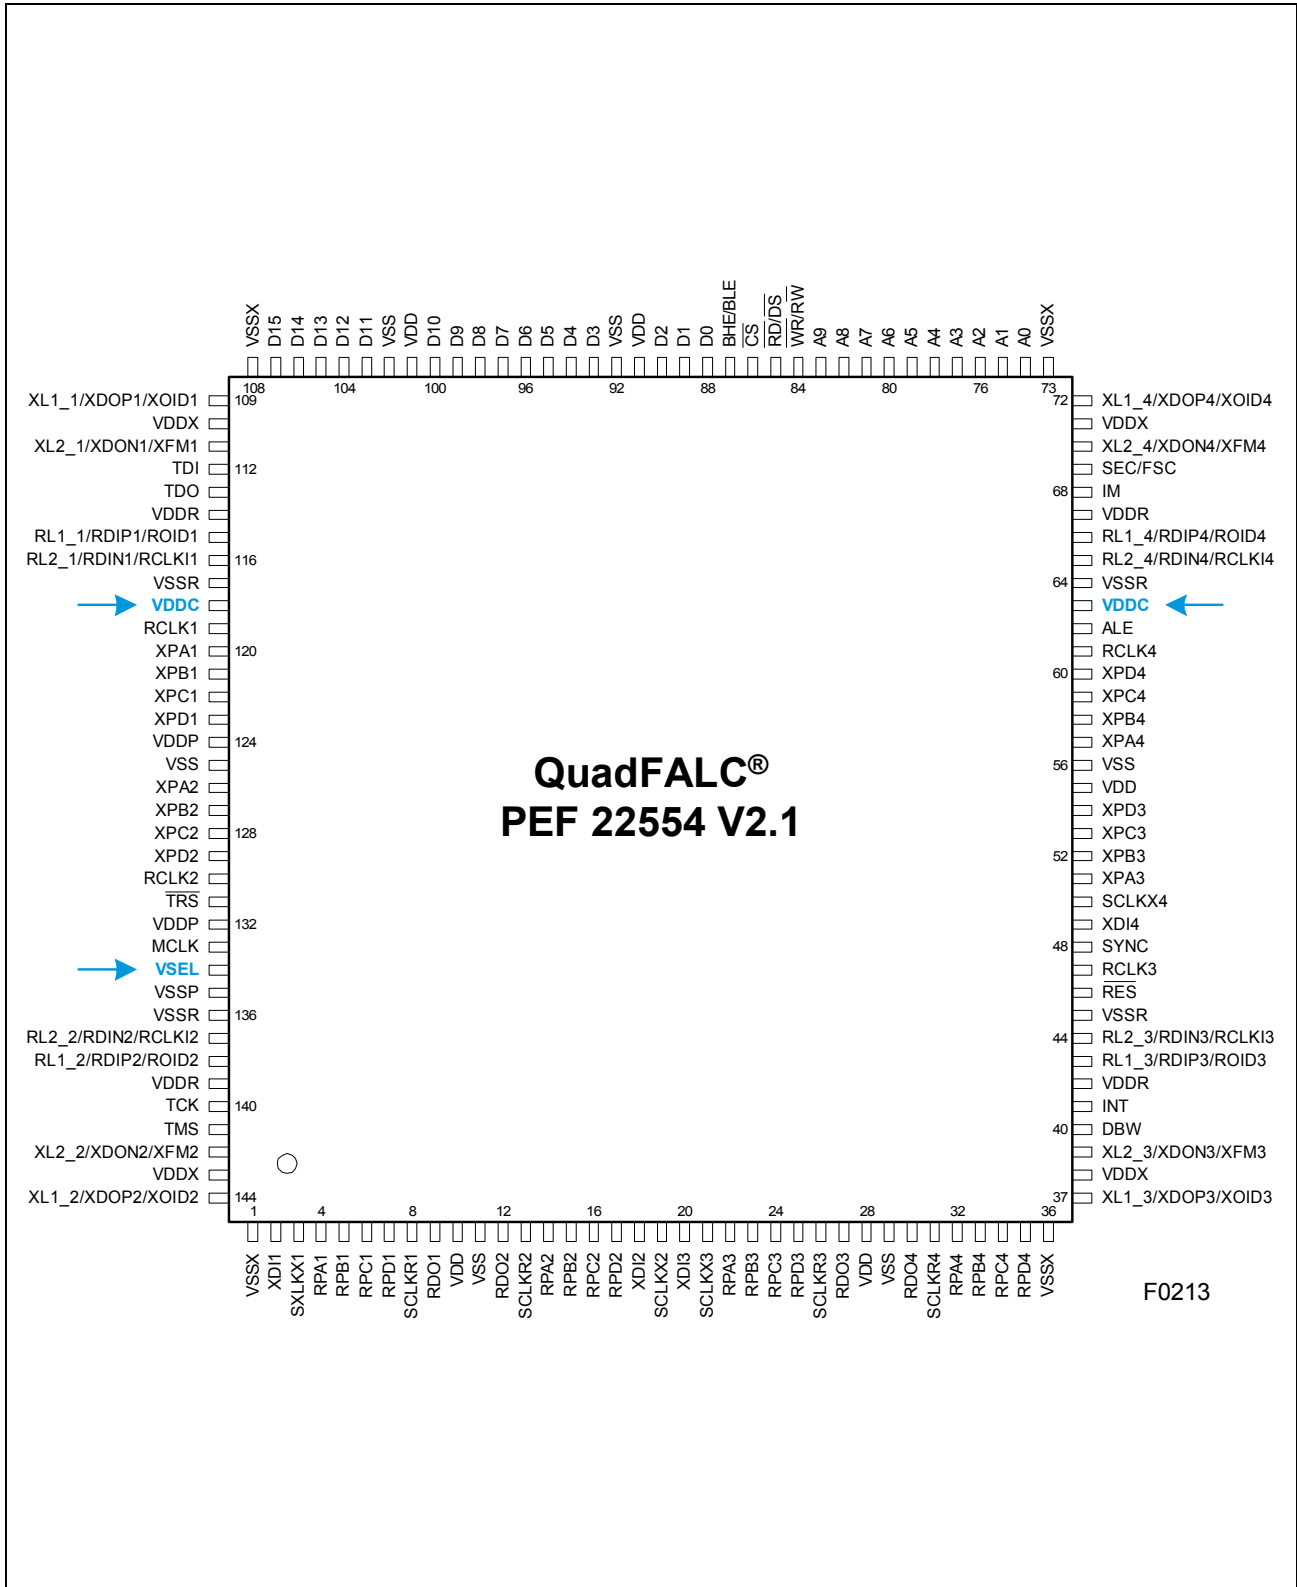 VSSX D15 D14 D13 D12 D11 VSS VDD D10 D9 D8 D7 D6 D5 D4 D3 VSS VDD D2 D1 D0 BHE/BLE CS RD/DS WR/RW A9 A8 A7 A6 A5 A4 A3 A2 A1 A0 VSSX
108 104 100 96 92 88 84 80 76 73
XL1_1/XDOP1/XOID1 109 72 XL1_4/XDOP4/XOID4
VDDX VDDX
XL2_1/XDON1/XFM1 XL2_4/XDON4/XFM4
TDI 112 SEC/FSC
TDO 68 IM
VDDR VDDR
RL1_1/RDIP1/ROID1 RL1_4/RDIP4/ROID4
RL2_1/RDIN1/RCLKI1 116 RL2_4/RDIN4/RCLKI4
VSSR 64 VSSR
VDDC VDDC
RCLK1 ALE
XPA1 120 RCLK4
XPB1 60 XPD4
XPC1 XPC4
XPD1 XPB4
VDDP 124 XPA4
VSS 56 VSS
XPA2 VDD
XPB2 XPD3
XPC2 128 XPC3
XPD2 52 XPB3
RCLK2 XPA3
TRS SCLKX4
VDDP 132 XDI4
MCLK 48 SYNC
VSEL RCLK3
VSSP RES
VSSR 136 VSSR
RL2_2/RDIN2/RCLKI2 44 RL2_3/RDIN3/RCLKI3
RL1_2/RDIP2/ROID2 RL1_3/RDIP3/ROID3
VDDR VDDR
TCK 140 INT
TMS 40 DBW
XL2_2/XDON2/XFM2 XL2_3/XDON3/XFM3
VDDX VDDX
XL1_2/XDOP2/XOID2 144 37 XL1_3/XDOP3/XOID3
QuadFALC®
PEF 22554 V2.1
1 4 8 12 16 20 24 28 32 36
VSSX XDI1 SXLKX1 RPA1 RPB1 RPC1 RPD1 SCLKR1 RDO1 VDD VSS RDO2 SCLKR2 RPA2 RPB2 RPC2 RPD2 XDI2 SCLKX2 XDI3 SCLKX3 RPA3 RPB3 RPC3 RPD3 SCLKR3 RDO3 VDD VSS RDO4 SCLKR4 RPA4 RPB4 RPC4 RPD4 VSSX
F0213